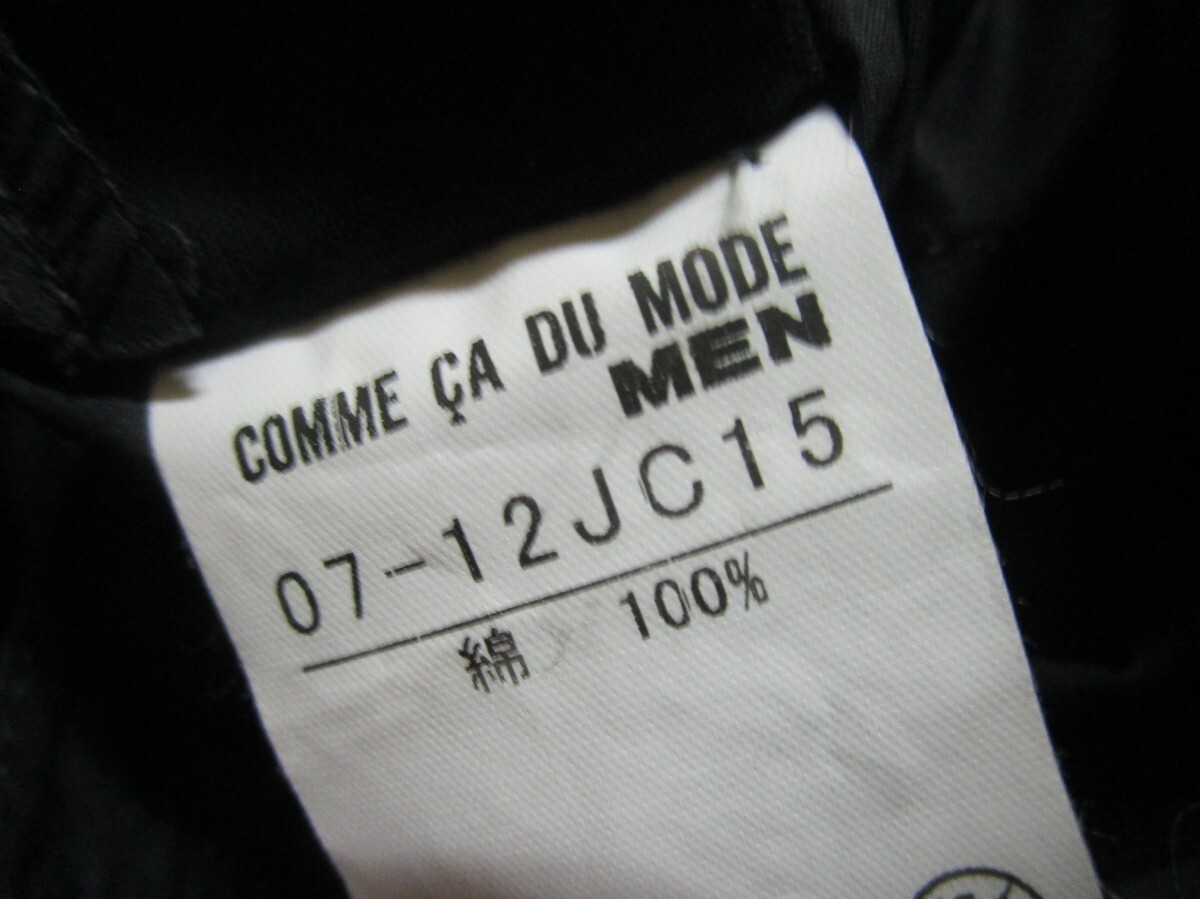 COMME ÇA DU MODE
MEN
07-12JC15
綿 100%